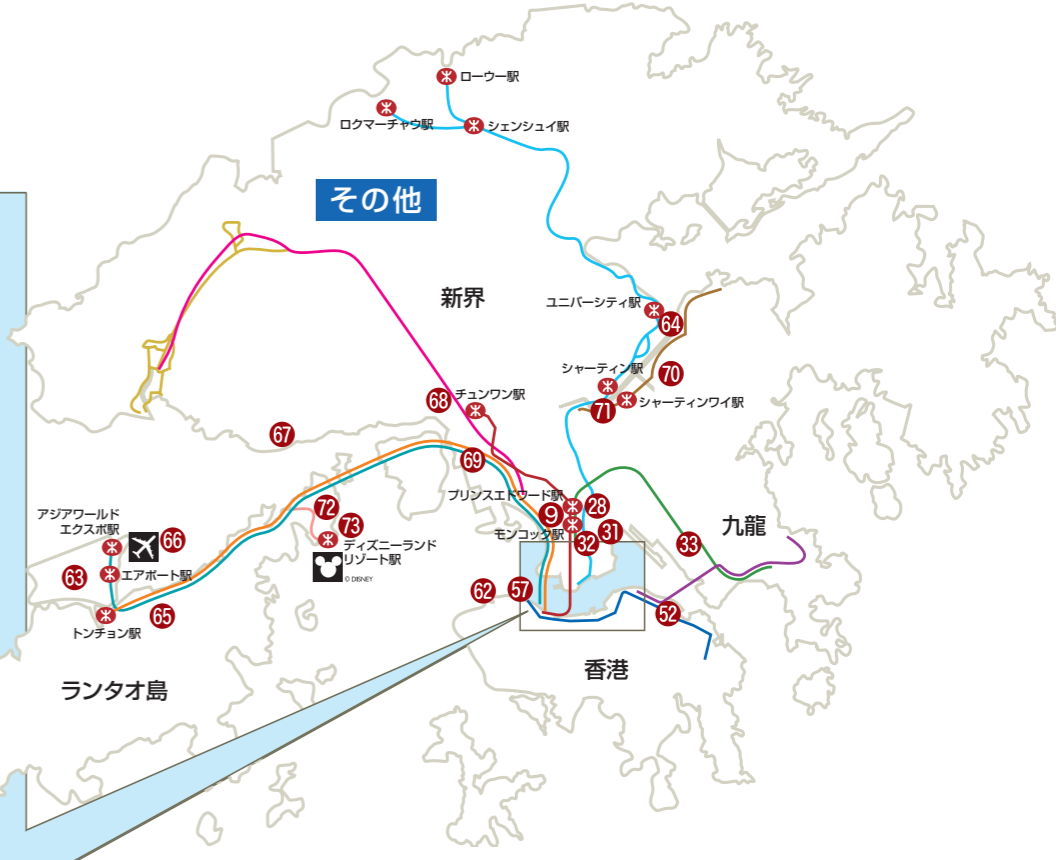 ローウー駅
ロクマーチャウ駅
シェンシュイ駅
その他
新界
ユニバーシティ駅
64
シャーティン駅
70
シャーティンワイ駅
71
68
チュンワン駅
67
69
プリンスエドワード駅
28
9
モンコック駅
31
32
33
九龍
アジアワールド
エクスポ駅
66
72
73
ディズニーランド
リゾート駅
© DISNEY
63
エアポート駅
65
トンチョン駅
62
57
52
香港
ランタオ島